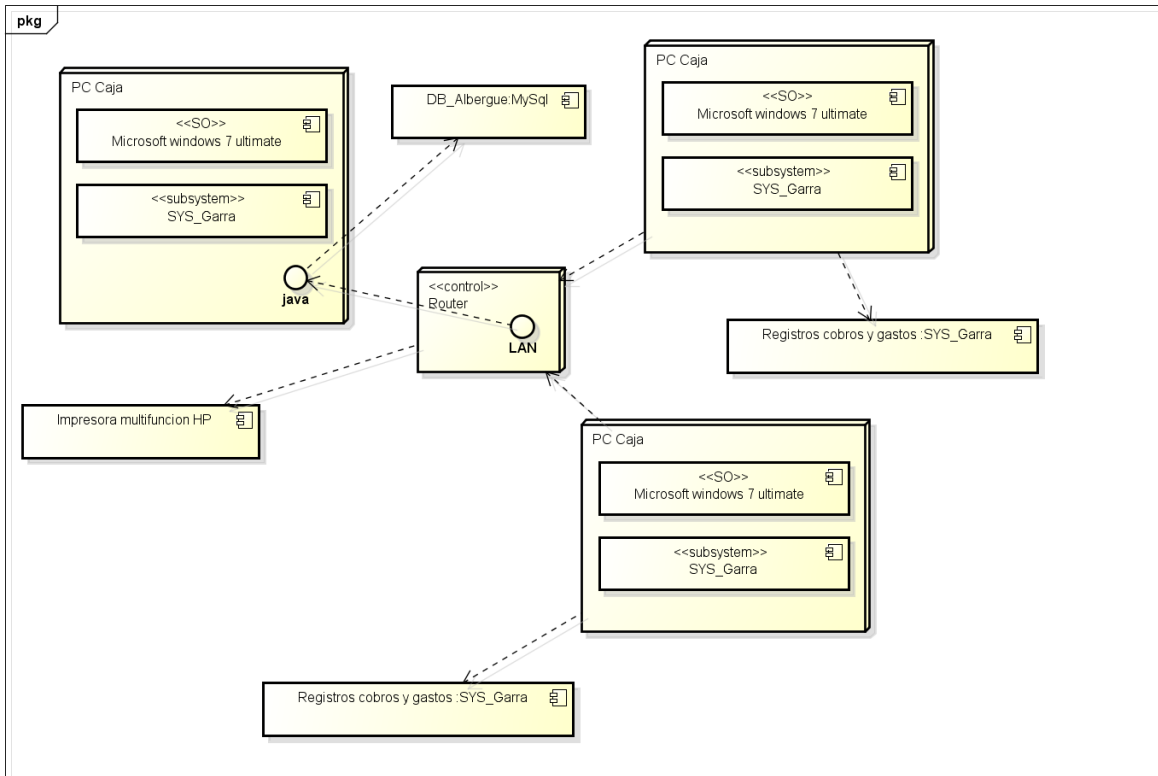 pkg
PC Caja
<<SO>>
Microsoft windows 7 ultimate
<<subsystem>>
SYS_Garra
java
DB_Albergue:MySql
PC Caja
<<SO>>
Microsoft windows 7 ultimate
<<subsystem>>
SYS_Garra
<<control>>
Router
LAN
Registros cobros y gastos :SYS_Garra
Impresora multifuncion HP
PC Caja
<<SO>>
Microsoft windows 7 ultimate
<<subsystem>>
SYS_Garra
Registros cobros y gastos :SYS_Garra